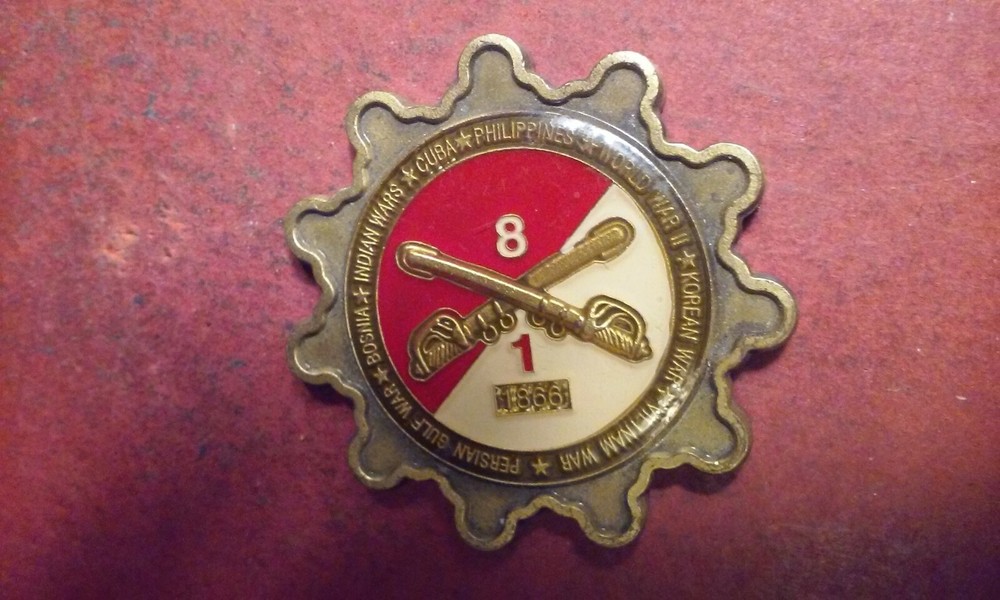 INDIAN WARS ★ CUBA ★ PHILIPPINES ★ WORLD WAR II ★ KOREAN WAR ★ VIETNAM WAR ★ PERSIAN GULF WAR ★ BOSNIA ★
8
1
1866